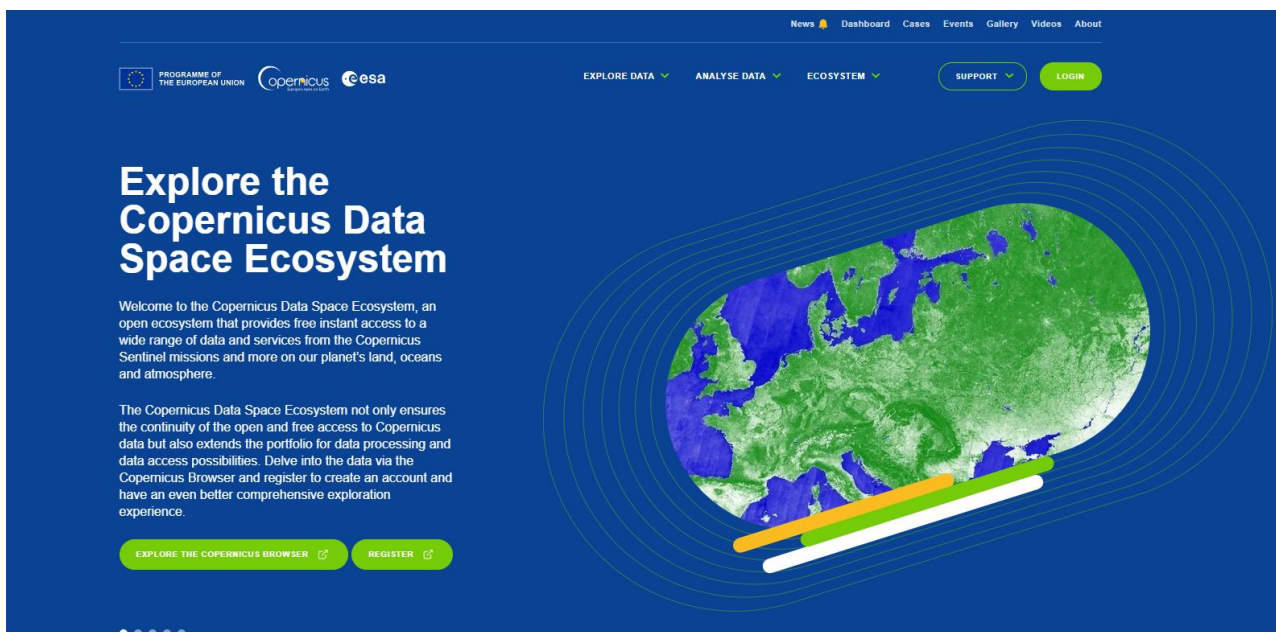 News Dashboard Cases Events Gallery Videos About
PROGRAMME OF
THE EUROPEAN UNION
opernicus
Europe's eyes on Earth
esa
EXPLORE DATA ANALYSE DATA ECOSYSTEM SUPPORT LOGIN
Explore the
Copernicus Data
Space Ecosystem
Welcome to the Copernicus Data Space Ecosystem, an
open ecosystem that provides free instant access to a
wide range of data and services from the Copernicus
Sentinel missions and more on our planet's land, oceans
and atmosphere.
The Copernicus Data Space Ecosystem not only ensures
the continuity of the open and free access to Copernicus
data but also extends the portfolio for data processing and
data access possibilities. Delve into the data via the
Copernicus Browser and register to create an account and
have an even better comprehensive exploration
experience.
EXPLORE THE COPERNICUS BROWSER REGISTER